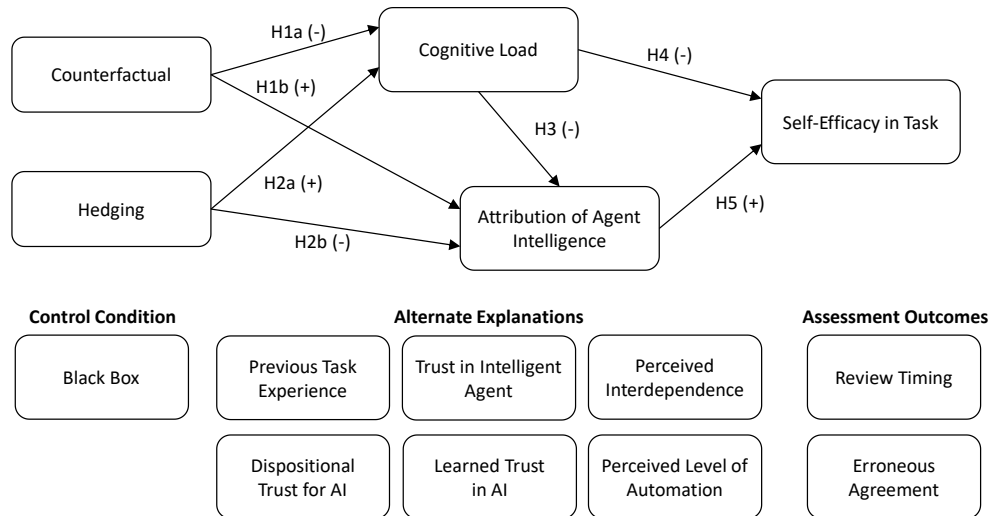 H1a (-)
Cognitive Load
H4 (-)
Counterfactual
H1b (+)
Self-Efficacy in Task
H3 (-)
H2a (+)
Hedging
Attribution of Agent
Intelligence
H5 (+)
H2b (-)
Control Condition
Alternate Explanations
Assessment Outcomes
Black Box
Previous Task
Experience
Trust in Intelligent
Agent
Perceived
Interdependence
Review Timing
Dispositional
Trust for AI
Learned Trust
in AI
Perceived Level of
Automation
Erroneous
Agreement